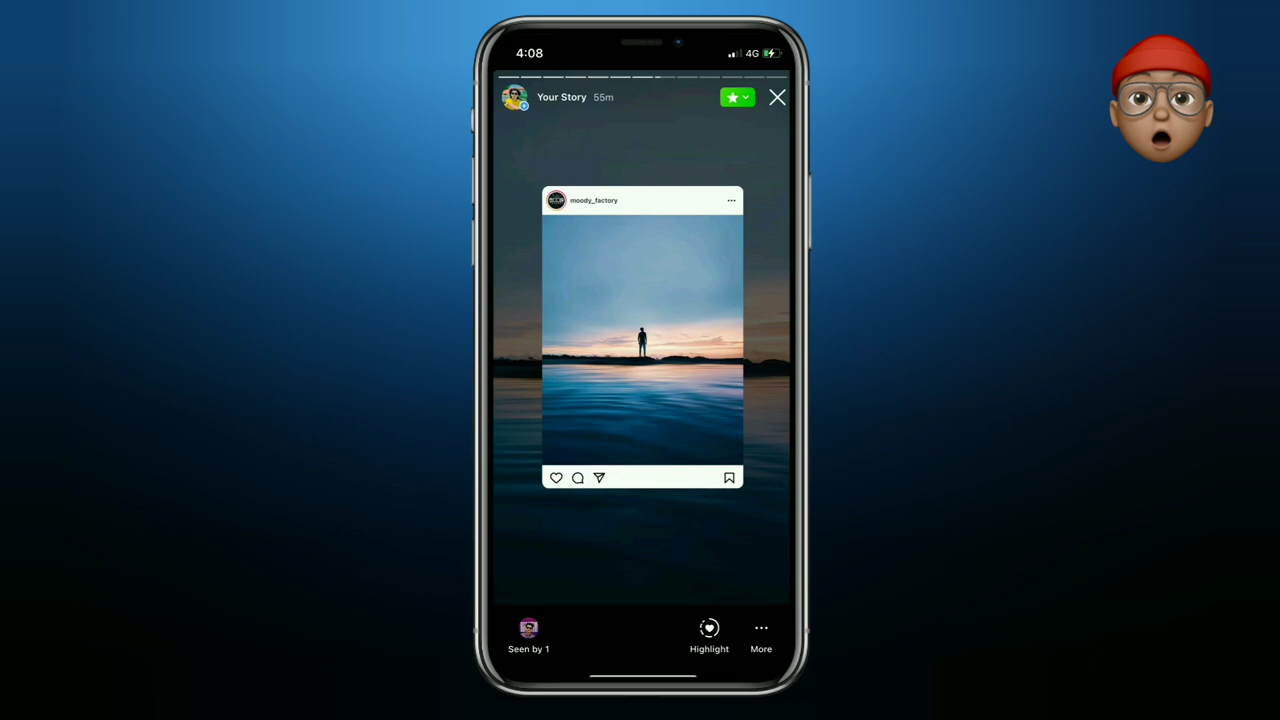 4:08
4G
Your Story 55m
moody_factory
Seen by 1
Highlight
More